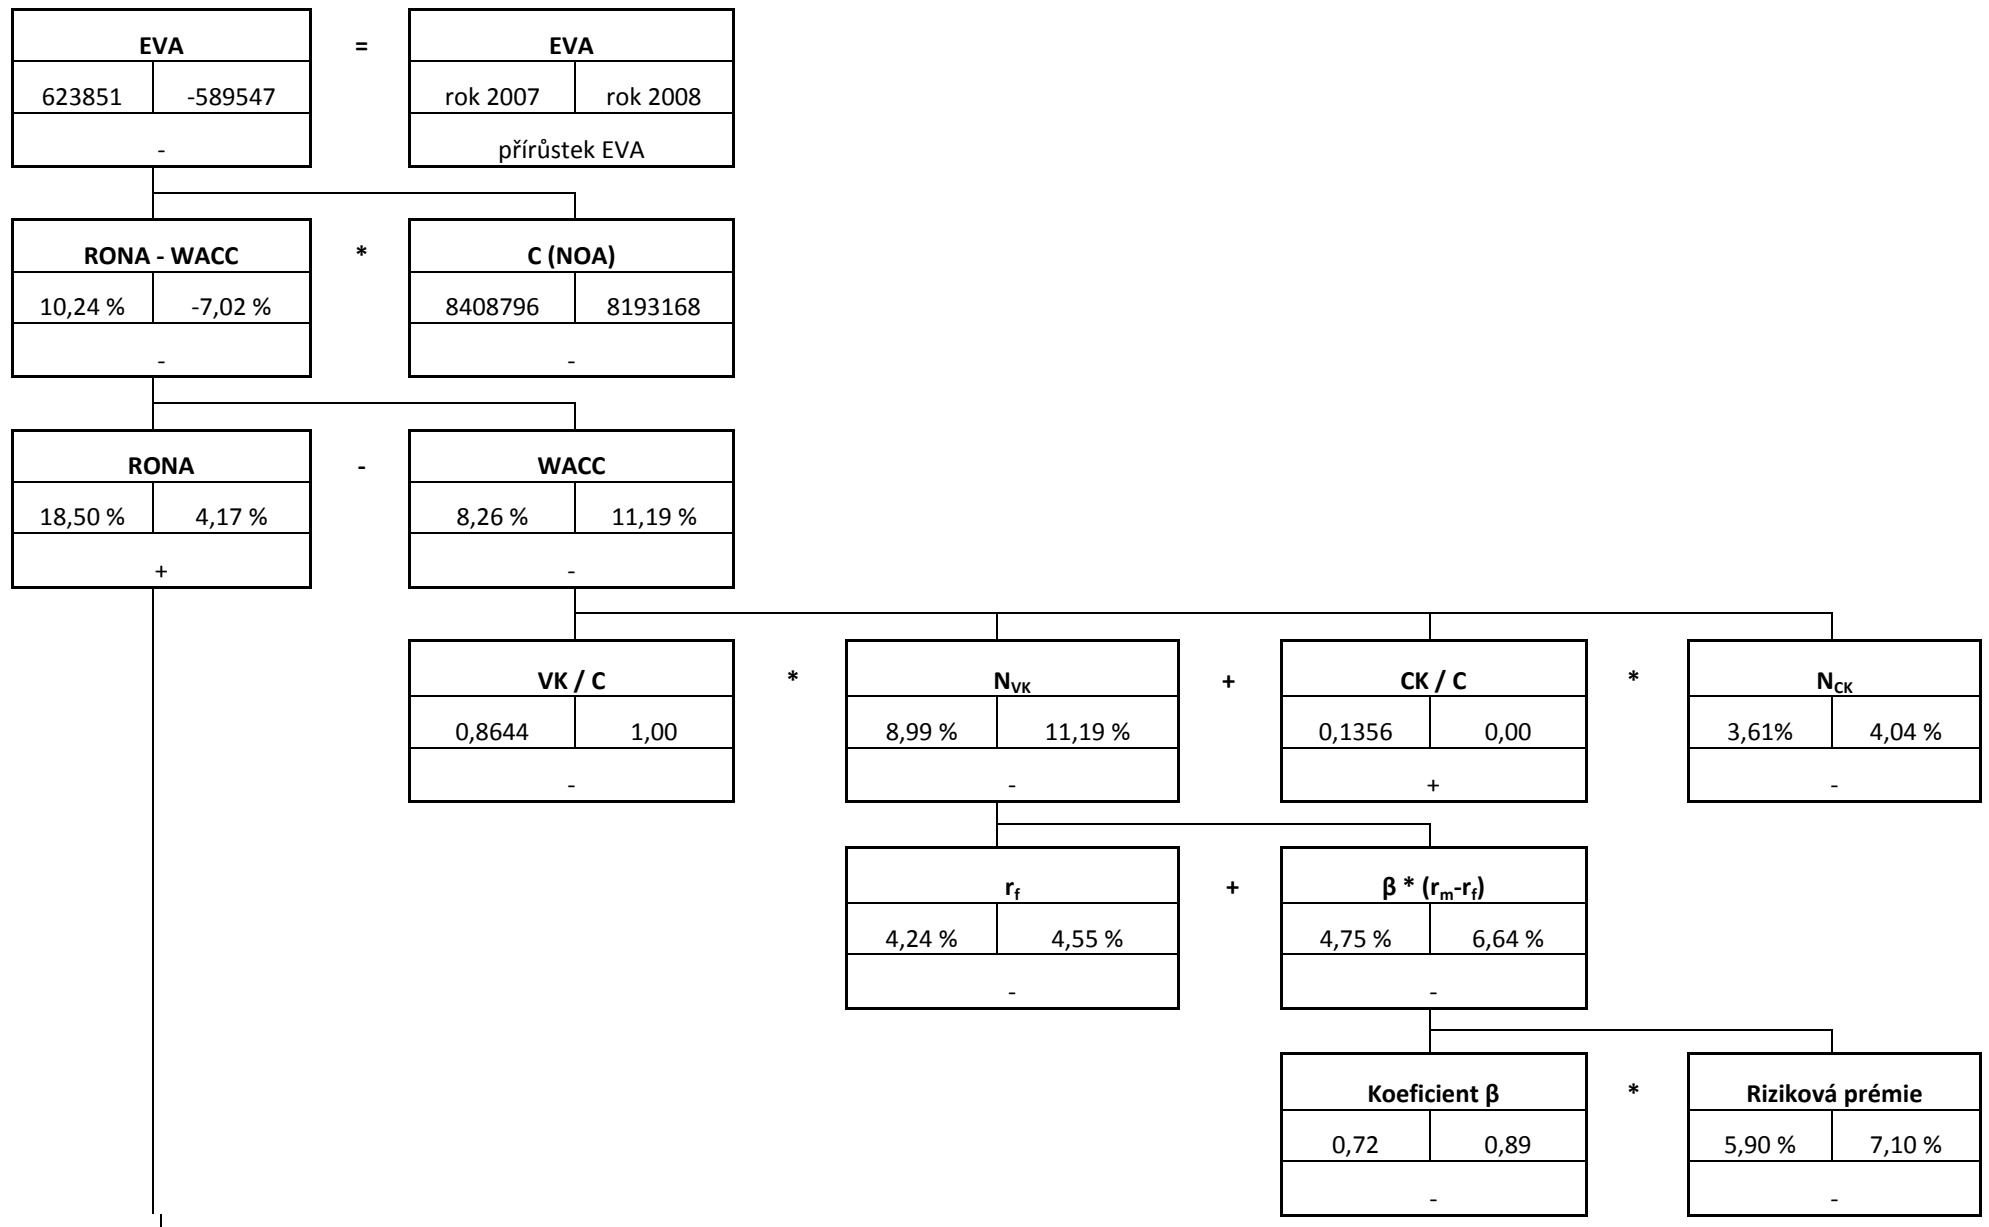 EVA = EVA
623851 -589547 rok 2007 rok 2008
- přírůstek EVA
RONA - WACC * C (NOA)
10,24 % -7,02 % 8408796 8193168
- -
RONA - WACC
18,50 % 4,17 % 8,26 % 11,19 %
+ -
VK / C * NVK + CK / C * NCK
0,8644 1,00 8,99 % 11,19 % 0,1356 0,00 3,61% 4,04 %
- - + -
rf + β * (rm-rf)
4,24 % 4,55 % 4,75 % 6,64 %
- -
Koeficient β * Riziková prémie
0,72 0,89 5,90 % 7,10 %
- -